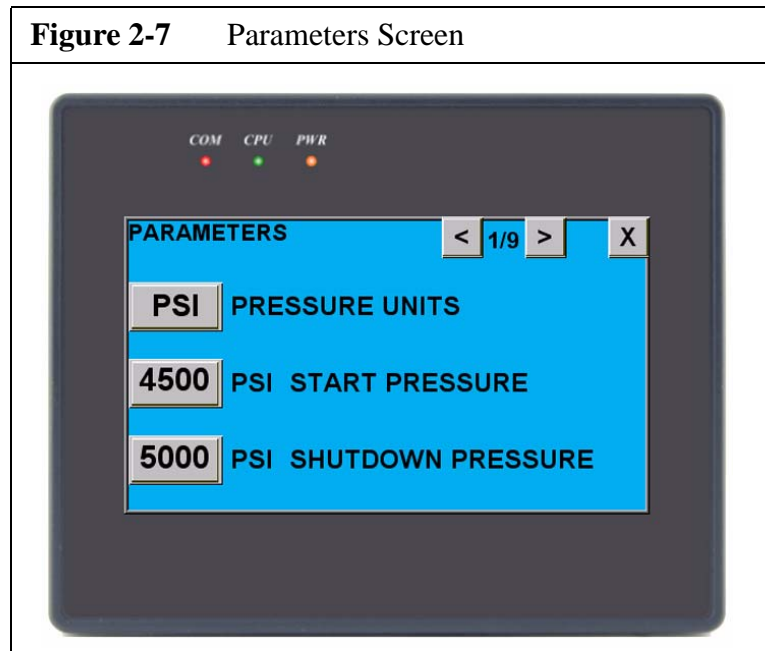 Figure 2-7 Parameters Screen
COM CPU PWR
PARAMETERS < 1/9 > X
PSI PRESSURE UNITS
4500 PSI START PRESSURE
5000 PSI SHUTDOWN PRESSURE